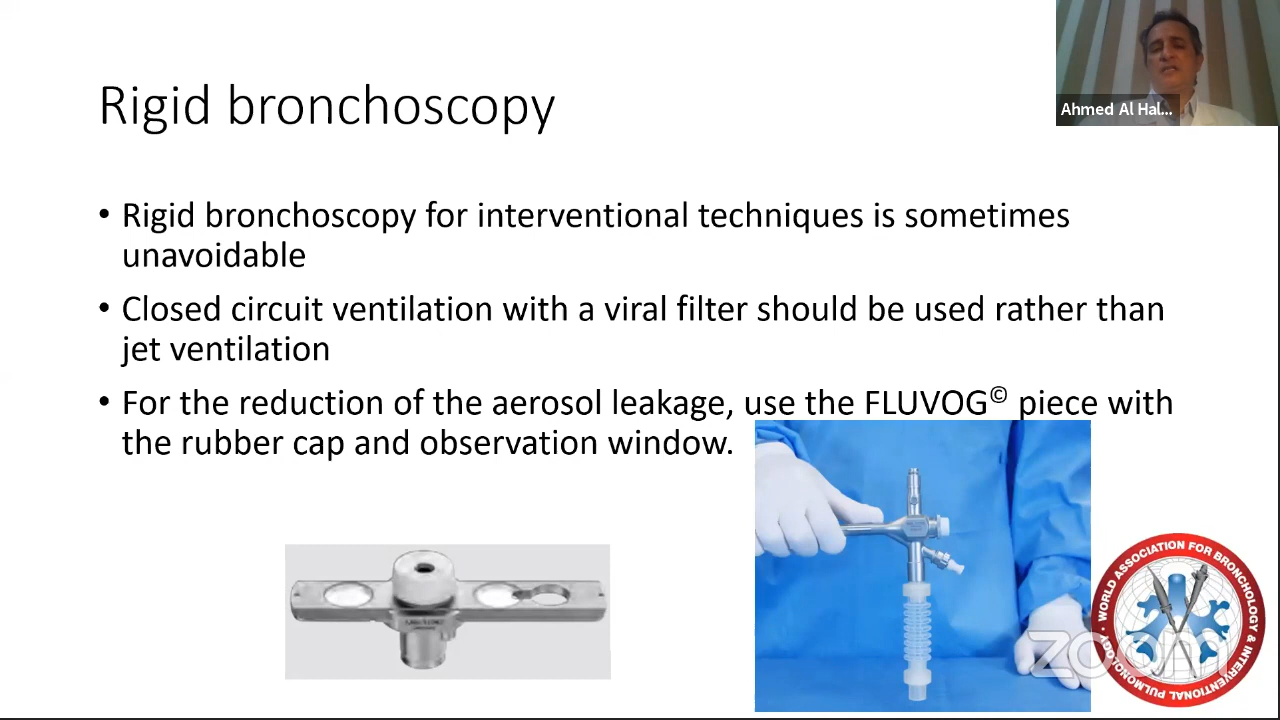 Rigid bronchoscopy
Ahmed Al Hal...
• Rigid bronchoscopy for interventional techniques is sometimes
unavoidable
• Closed circuit ventilation with a viral filter should be used rather than
jet ventilation
• For the reduction of the aerosol leakage, use the FLUVOG© piece with
the rubber cap and observation window.
WORLD ASSOCIATION FOR BRONCHOLOGY & INTERVENTIONAL PULMONOLOGY
zoom